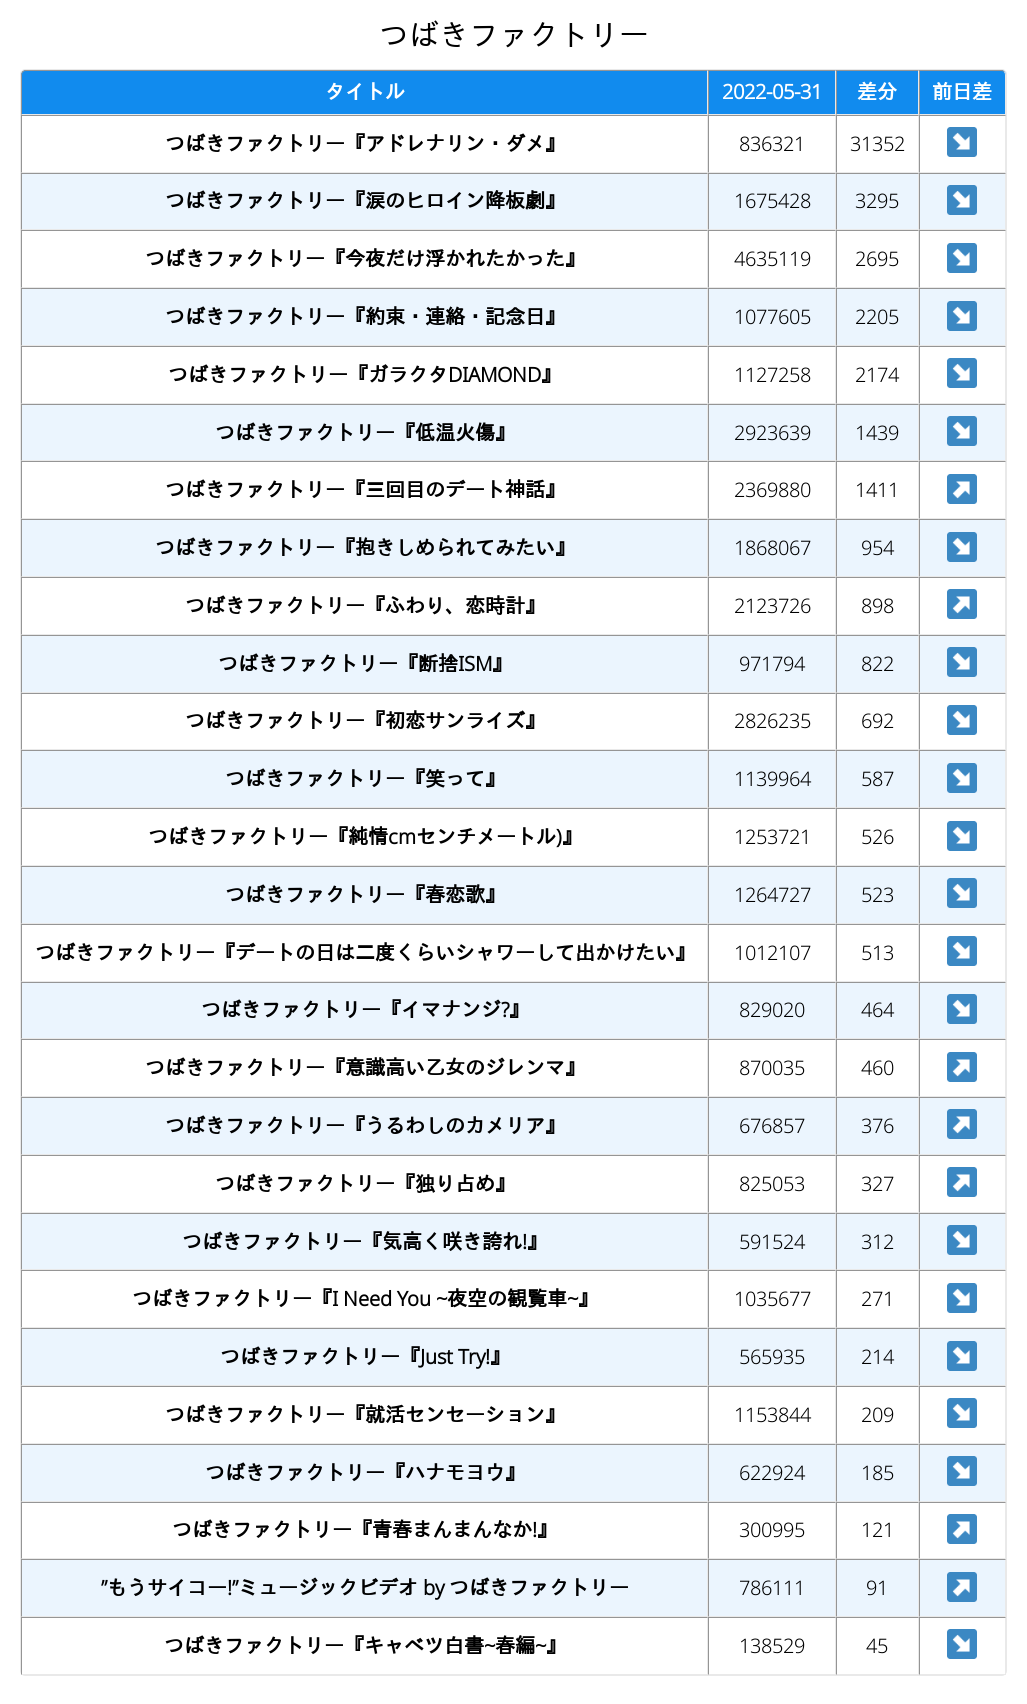 つばきファクトリー
タイトル 2022-05-31 差分 前日差
つばきファクトリー『アドレナリン・ダメ』 836321 31352 ↘
つばきファクトリー『涙のヒロイン降板劇』 1675428 3295 ↘
つばきファクトリー『今夜だけ浮かれたかった』 4635119 2695 ↘
つばきファクトリー『約束・連絡・記念日』 1077605 2205 ↘
つばきファクトリー『ガラクタDIAMOND』 1127258 2174 ↘
つばきファクトリー『低温火傷』 2923639 1439 ↘
つばきファクトリー『三回目のデート神話』 2369880 1411 ↗
つばきファクトリー『抱きしめられてみたい』 1868067 954 ↘
つばきファクトリー『ふわり、恋時計』 2123726 898 ↗
つばきファクトリー『断捨ISM』 971794 822 ↘
つばきファクトリー『初恋サンライズ』 2826235 692 ↘
つばきファクトリー『笑って』 1139964 587 ↘
つばきファクトリー『純情cmセンチメートル)』 1253721 526 ↘
つばきファクトリー『春恋歌』 1264727 523 ↘
つばきファクトリー『デートの日は二度くらいシャワーして出かけたい』 1012107 513 ↘
つばきファクトリー『イマナンジ?』 829020 464 ↘
つばきファクトリー『意識高い乙女のジレンマ』 870035 460 ↗
つばきファクトリー『うるわしのカメリア』 676857 376 ↗
つばきファクトリー『独り占め』 825053 327 ↗
つばきファクトリー『気高く咲き誇れ!』 591524 312 ↘
つばきファクトリー『I Need You ~夜空の観覧車~』 1035677 271 ↘
つばきファクトリー『Just Try!』 565935 214 ↘
つばきファクトリー『就活センセーション』 1153844 209 ↘
つばきファクトリー『ハナモヨウ』 622924 185 ↘
つばきファクトリー『青春まんまんなか!』 300995 121 ↗
”もうサイコー!”ミュージックビデオ by つばきファクトリー 786111 91 ↗
つばきファクトリー『キャベツ白書~春編~』 138529 45 ↘